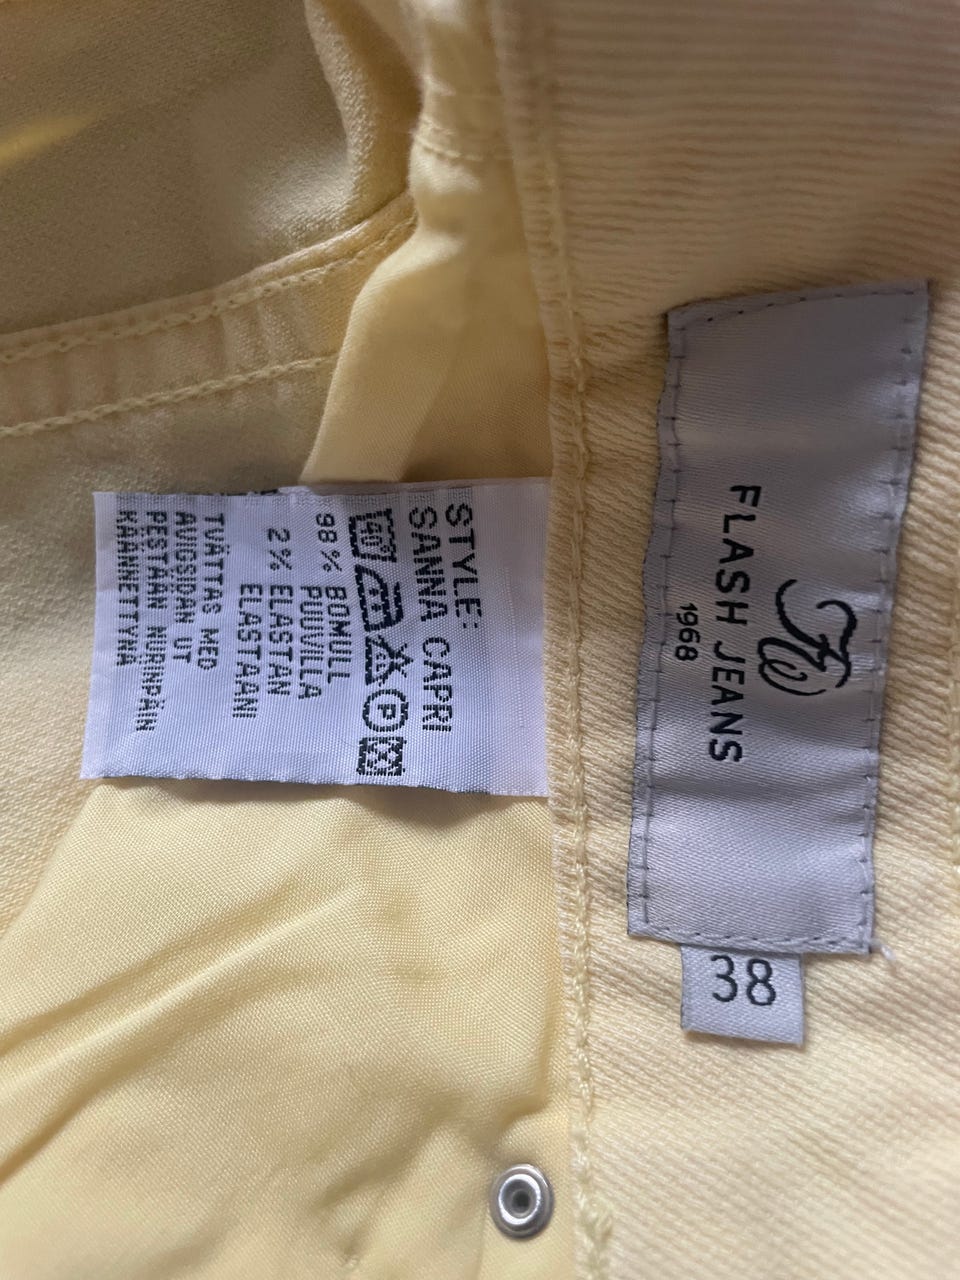 STYLE:
SANNA CAPRI
40 P
98% BOMULL
PUUVILLA
2% ELASTAN
ELASTAANI
TVÄTTAS MED
AVIGSIDAN UT
PESTÄÄN NURINPÄIN
KÄÄNNETTYNÄ
FLASH JEANS
1968
38